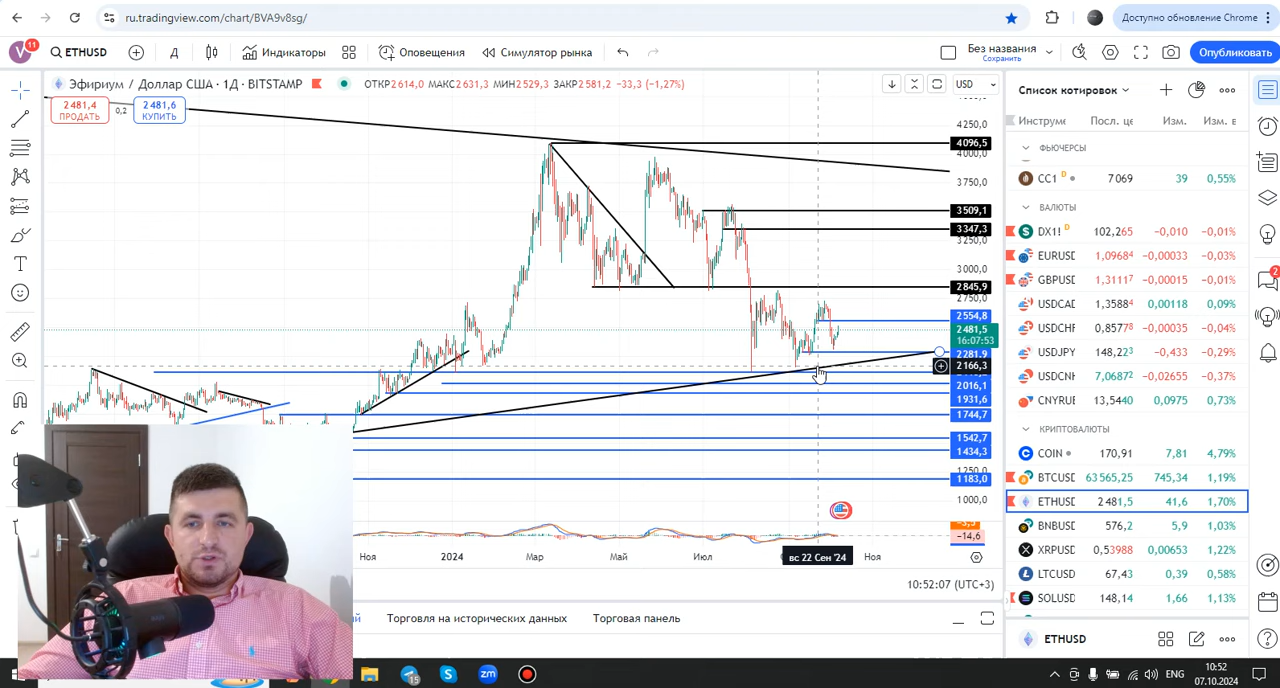 ru.tradingview.com/chart/BVA9v8sg/
Доступно обновление Chrome
V 11 ETHUSD Д Индикаторы Оповещения Симулятор рынка Без названия Сохранить Опубликовать
Эфириум / Доллар США · 1Д · BITSTAMP ОТКР2 614,0 МАКС2 631,3 МИН2 529,3 ЗАКР2 581,2 −33,3 (−1,27%) USD
2 481,4 ПРОДАТЬ 0,2 2 481,6 КУПИТЬ
4250,0
4096,5
4000,0
3750,0
3509,1
3347,3
3250,0
3000,0
2845,9
2750,0
2554,8
2481,5
16:07:53
2281,9
2166,3
2016,1
1931,6
1744,7
1542,7
1434,3
1250,0
1183,0
1000,0
−14,6
Ноя 2024 Мар Май Июл вс 22 Сен '24 Ноя
10:52:07 (UTC+3)
Торговля на исторических данных Торговая панель
Список котировок
Инструм Посл. це Изм. Изм. в
ФЬЮЧЕРСЫ
CC1 D 7 069 39 0,55%
ВАЛЮТЫ
DX1! D 102,265 −0,010 −0,01%
EURUSD 1,09684 −0,00033 −0,03%
GBPUSD 1,31117 −0,00015 −0,01%
USDCAD 1,35884 0,00118 0,09%
USDCHF 0,85778 −0,00035 −0,04%
USDJPY 148,223 −0,433 −0,29%
USDCNH 7,06872 −0,02655 −0,37%
CNYRUB 13,5440 0,0975 0,73%
КРИПТОВАЛЮТЫ
COIN 170,91 7,81 4,79%
BTCUSD 63 565,25 745,34 1,19%
ETHUSD 2 481,5 41,6 1,70%
BNBUSD 576,2 5,9 1,03%
XRPUSD 0,53988 0,00653 1,22%
LTCUSD 67,43 0,39 0,58%
SOLUSD 148,14 1,66 1,13%
ETHUSD
2
15
zm
ENG
10:52
07.10.2024